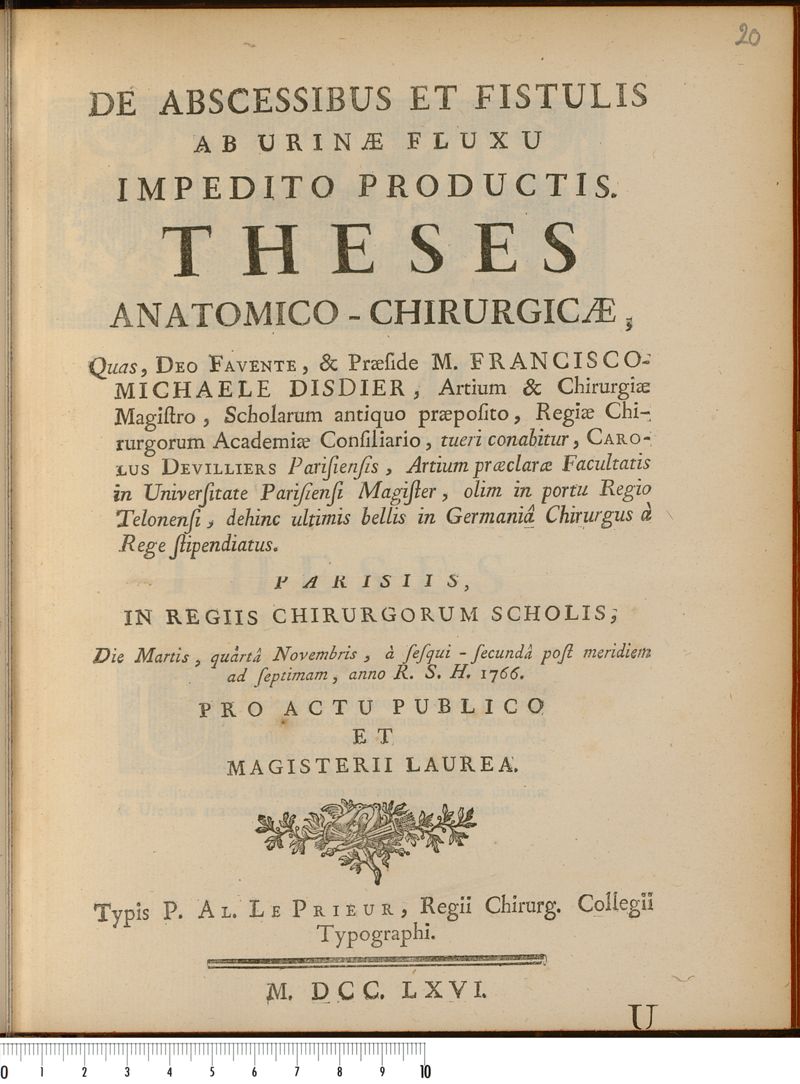 20
DE ABSCESSIBUS ET FISTULIS
AB URINÆ FLUXU
IMPEDITO PRODUCTIS.
THESES
ANATOMICO-CHIRURGICÆ,
Quas, DEO FAVENTE, & Præſide M. FRANCISCO-
MICHAELE DISDIER, Artium & Chirurgiæ
Magiſtro, Scholarum antiquo præpoſito, Regiæ Chi-
rurgorum Academiæ Conſiliario, tueri conabitur, CARO-
LUS DEVILLIERS Pariſienſis, Artium præclaræ Facultatis
in Univerſitate Pariſienſi Magiſter, olim in portu Regio
Telonenſi, dehinc ultimis bellis in Germaniâ Chirurgus à
Rege ſtipendiatus.
PARISIIS,
IN REGIIS CHIRURGORUM SCHOLIS;
Die Martis, quartâ Novembris, à ſeſqui-ſecundâ poſt meridiem
ad ſeptimam, anno R. S. H. 1766.
PRO ACTU PUBLICO
ET
MAGISTERII LAUREA.
Typis P. AL. LE PRIEUR, Regii Chirurg. Collegii
Typographi.
M. DCC. LXVI.
U
0 1 2 3 4 5 6 7 8 9 10